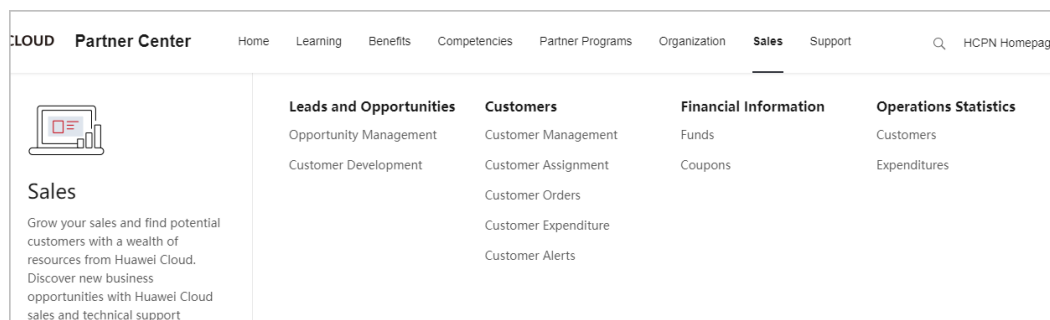 CLOUD Partner Center Home Learning Benefits Competencies Partner Programs Organization Sales Support HCPN Homepag
Sales
Grow your sales and find potential
customers with a wealth of
resources from Huawei Cloud.
Discover new business
opportunities with Huawei Cloud
sales and technical support
Leads and Opportunities
Opportunity Management
Customer Development
Customers
Customer Management
Customer Assignment
Customer Orders
Customer Expenditure
Customer Alerts
Financial Information
Funds
Coupons
Operations Statistics
Customers
Expenditures